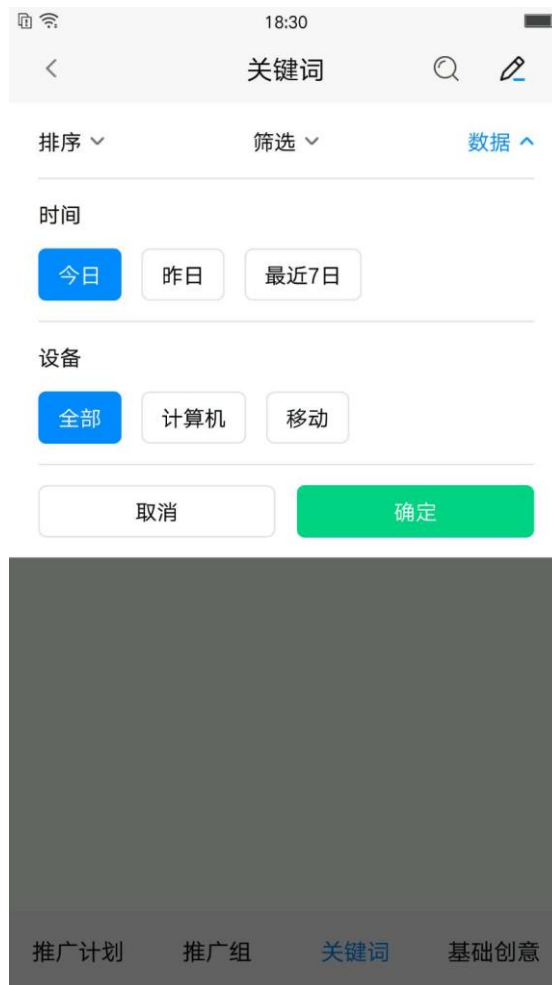 18:30
关键词
排序 筛选 数据
时间
今日 昨日 最近7日
设备
全部 计算机 移动
取消 确定
推广计划 推广组 关键词 基础创意